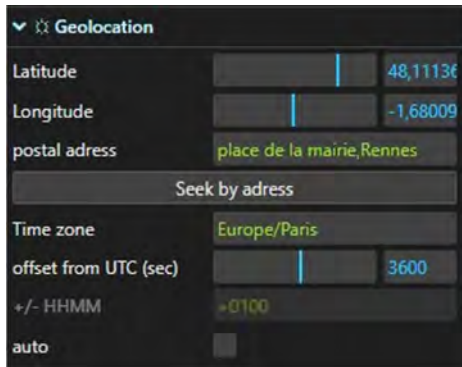 Geolocation
Latitude 48,11136
Longitude -1,68009
postal adress place de la mairie,Rennes
Seek by adress
Time zone Europe/Paris
offset from UTC (sec) 3600
+/- HHMM +0100
auto